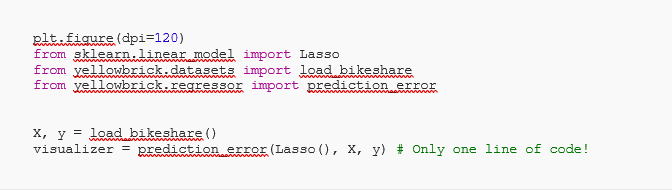 plt.figure(dpi=120)
from sklearn.linear_model import Lasso
from yellowbrick.datasets import load_bikeshare
from yellowbrick.regressor import prediction_error
X, y = load_bikeshare()
visualizer = prediction_error(Lasso(), X, y) # Only one line of code!